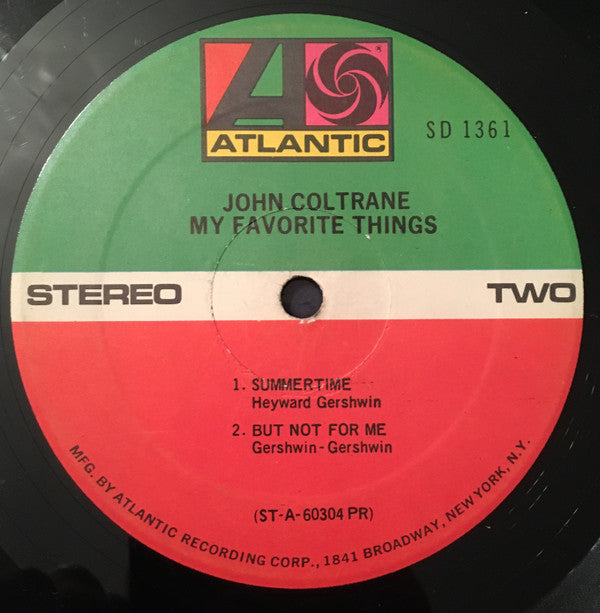 ATLANTIC
SD 1361
JOHN COLTRANE
MY FAVORITE THINGS
STEREO
TWO
1. SUMMERTIME
Heyward Gershwin
2. BUT NOT FOR ME
Gershwin-Gershwin
(ST-A-60304 PR)
MFG. BY ATLANTIC RECORDING CORP., 1841 BROADWAY, NEW YORK, N.Y.